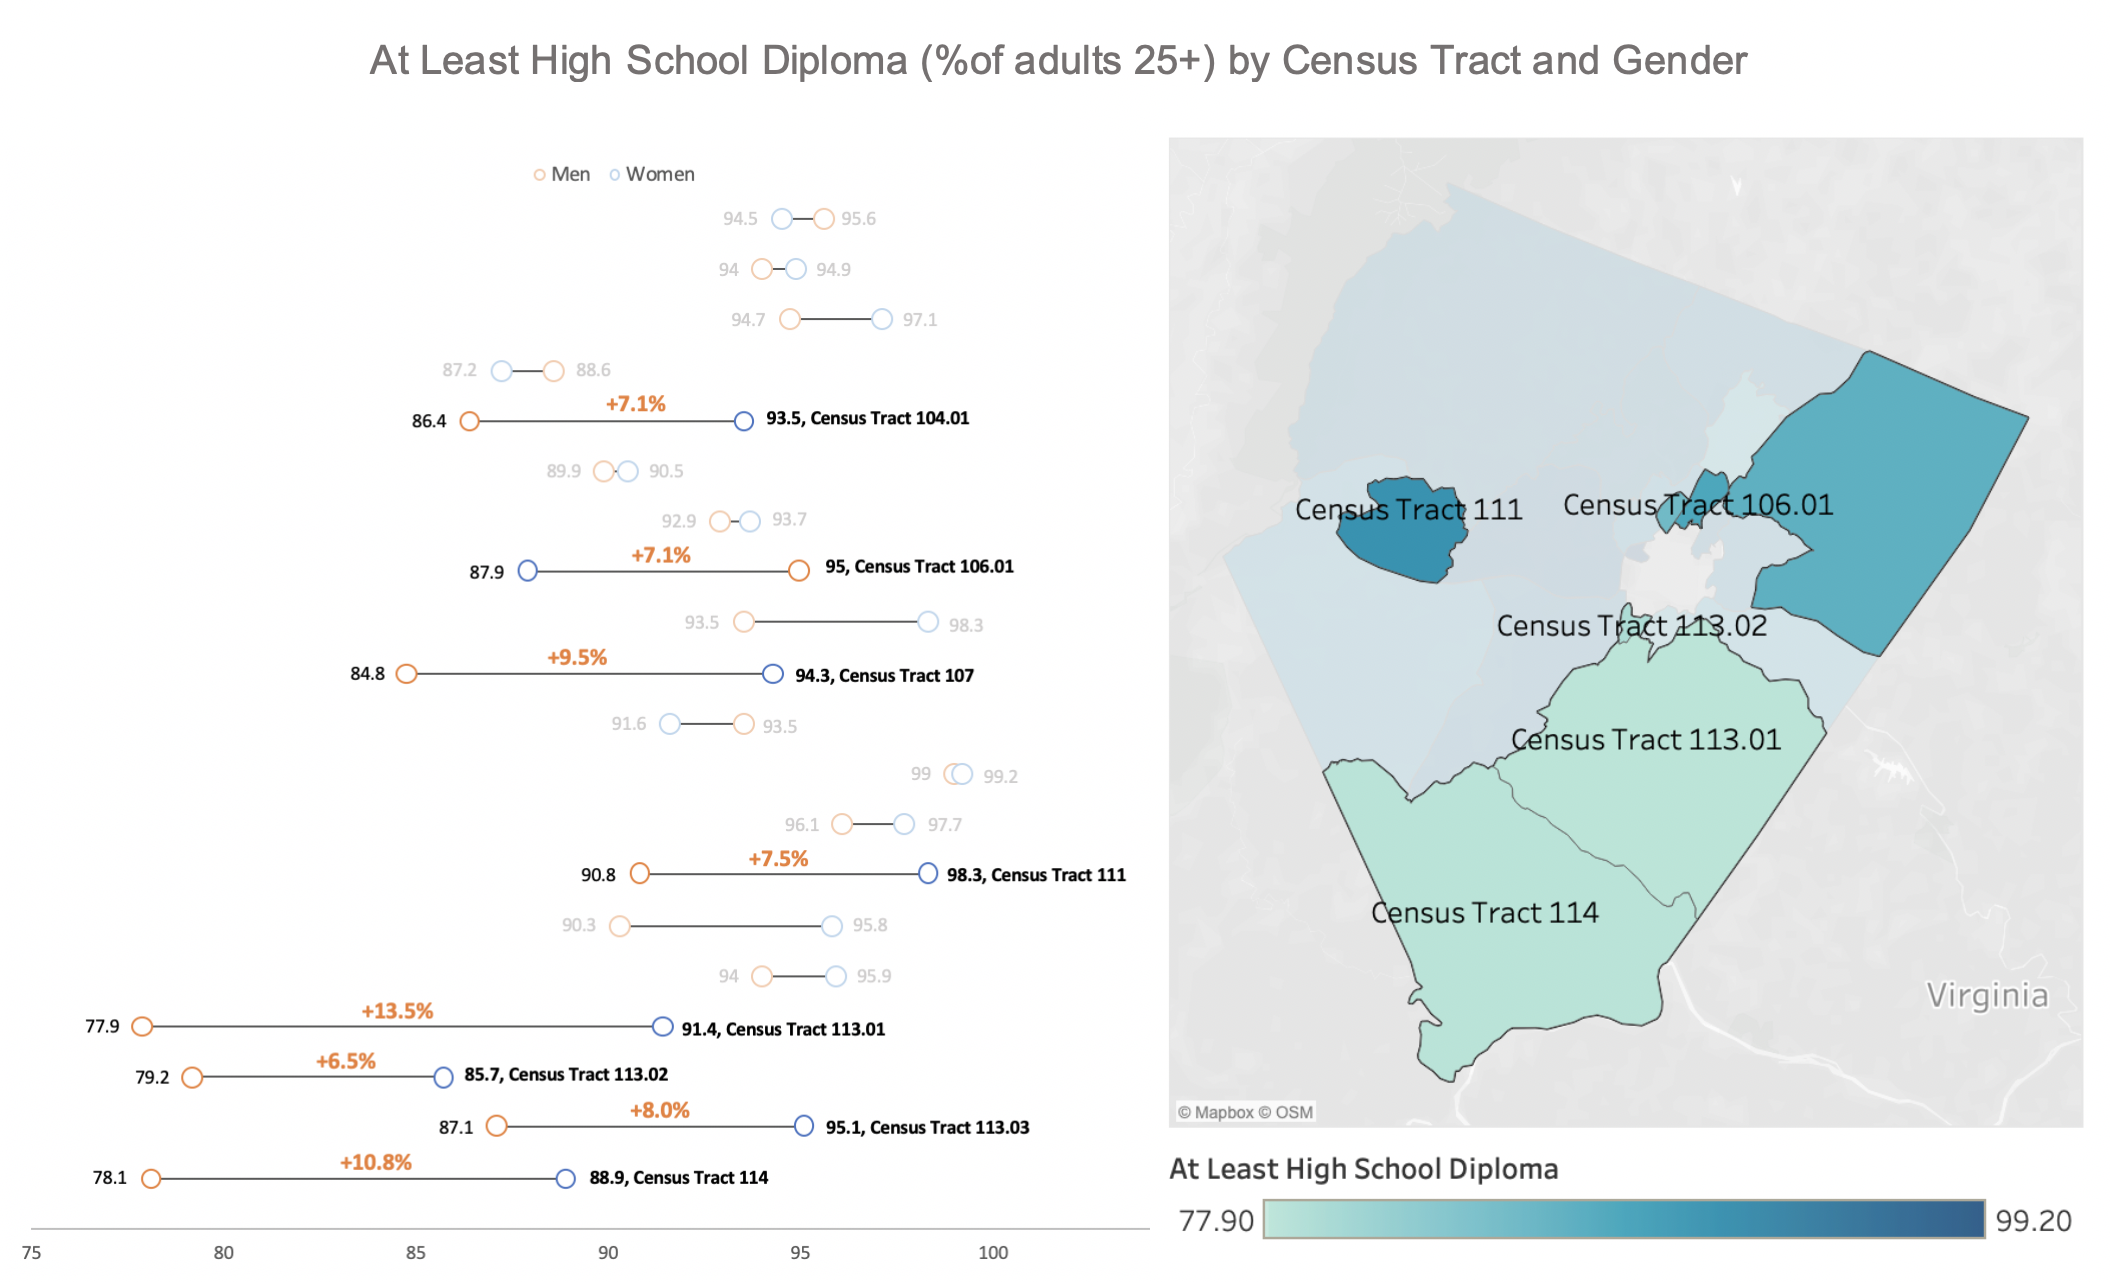 At Least High School Diploma (%of adults 25+) by Census Tract and Gender
Men Women
94.5 95.6
94 94.9
94.7 97.1
87.2 88.6
+7.1%
86.4 93.5, Census Tract 104.01
89.9 90.5
92.9 93.7
+7.1%
87.9 95, Census Tract 106.01
93.5 98.3
+9.5%
84.8 94.3, Census Tract 107
91.6 93.5
99 99.2
96.1 97.7
+7.5%
90.8 98.3, Census Tract 111
90.3 95.8
94 95.9
+13.5%
77.9 91.4, Census Tract 113.01
+6.5%
79.2 85.7, Census Tract 113.02
+8.0%
87.1 95.1, Census Tract 113.03
+10.8%
78.1 88.9, Census Tract 114
75 80 85 90 95 100
Census Tract 111
Census Tract 106.01
Census Tract 113.02
Census Tract 113.01
Census Tract 114
Virginia
© Mapbox © OSM
At Least High School Diploma
77.90 99.20